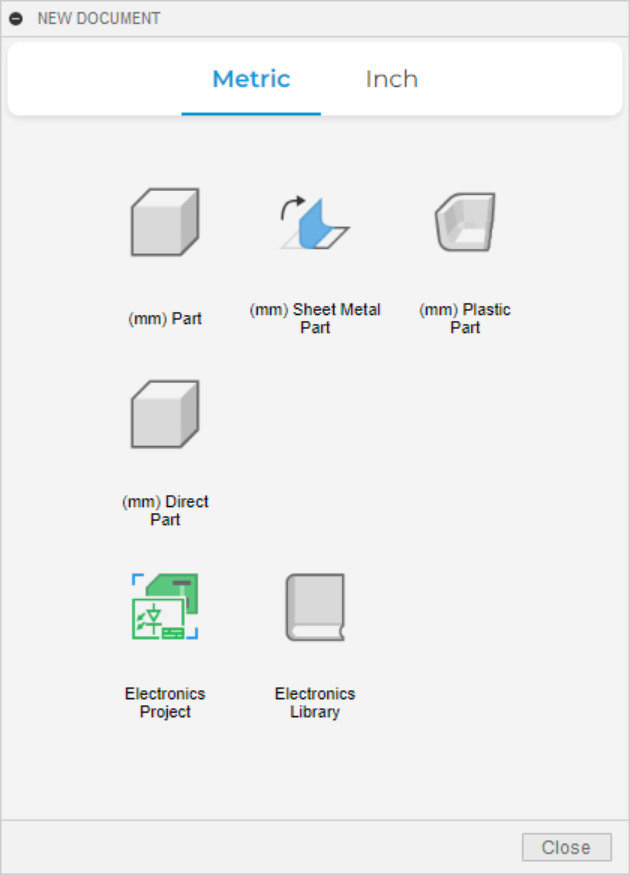 NEW DOCUMENT
Metric
Inch
(mm) Part
(mm) Sheet Metal
Part
(mm) Plastic
Part
(mm) Direct
Part
Electronics
Project
Electronics
Library
Close